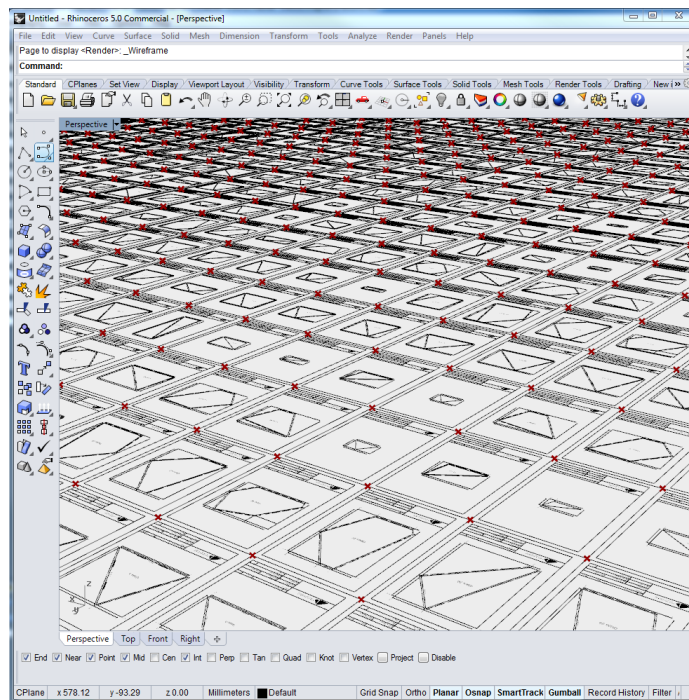 Untitled - Rhinoceros 5.0 Commercial - [Perspective]
File Edit View Curve Surface Solid Mesh Dimension Transform Tools Analyze Render Panels Help
Page to display <Render>: _Wireframe
Command:
Standard CPlanes Set View Display Viewport Layout Visibility Transform Curve Tools Surface Tools Solid Tools Mesh Tools Render Tools Drafting New i
Perspective
z
x
y
Perspective Top Front Right
End Near Point Mid Cen Int Perp Tan Quad Knot Vertex Project Disable
CPlane x 578.12 y -93.29 z 0.00 Millimeters Default Grid Snap Ortho Planar Osnap SmartTrack Gumball Record History Filter